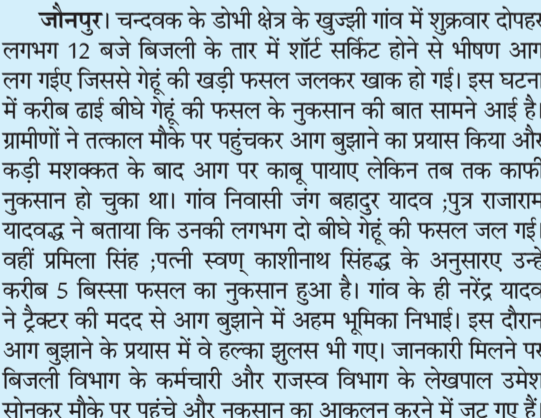 जौनपुर। चन्दवक के डोभी क्षेत्र के खुज्झी गांव में शुक्रवार दोपहर
लगभग 12 बजे बिजली के तार में शॉर्ट सर्किट होने से भीषण आग
लग गईए जिससे गेहूं की खड़ी फसल जलकर खाक हो गई। इस घटना
में करीब ढाई बीघे गेहूं की फसल के नुकसान की बात सामने आई है।
ग्रामीणों ने तत्काल मौके पर पहुंचकर आग बुझाने का प्रयास किया और
कड़ी मशक्कत के बाद आग पर काबू पायाए लेकिन तब तक काफी
नुकसान हो चुका था। गांव निवासी जंग बहादुर यादव ;पुत्र राजाराम
यादवद्ध ने बताया कि उनकी लगभग दो बीघे गेहूं की फसल जल गई।
वहीं प्रमिला सिंह ;पत्नी स्वण् काशीनाथ सिंहद्ध के अनुसारए उन्हें
करीब 5 बिस्सा फसल का नुकसान हुआ है। गांव के ही नरेंद्र यादव
ने ट्रैक्टर की मदद से आग बुझाने में अहम भूमिका निभाई। इस दौरान
आग बुझाने के प्रयास में वे हल्का झुलस भी गए। जानकारी मिलने पर
बिजली विभाग के कर्मचारी और राजस्व विभाग के लेखपाल उमेश
सोनकर मौके पर पहुंचे और नुकसान का आकलन करने में जुट गए हैं।